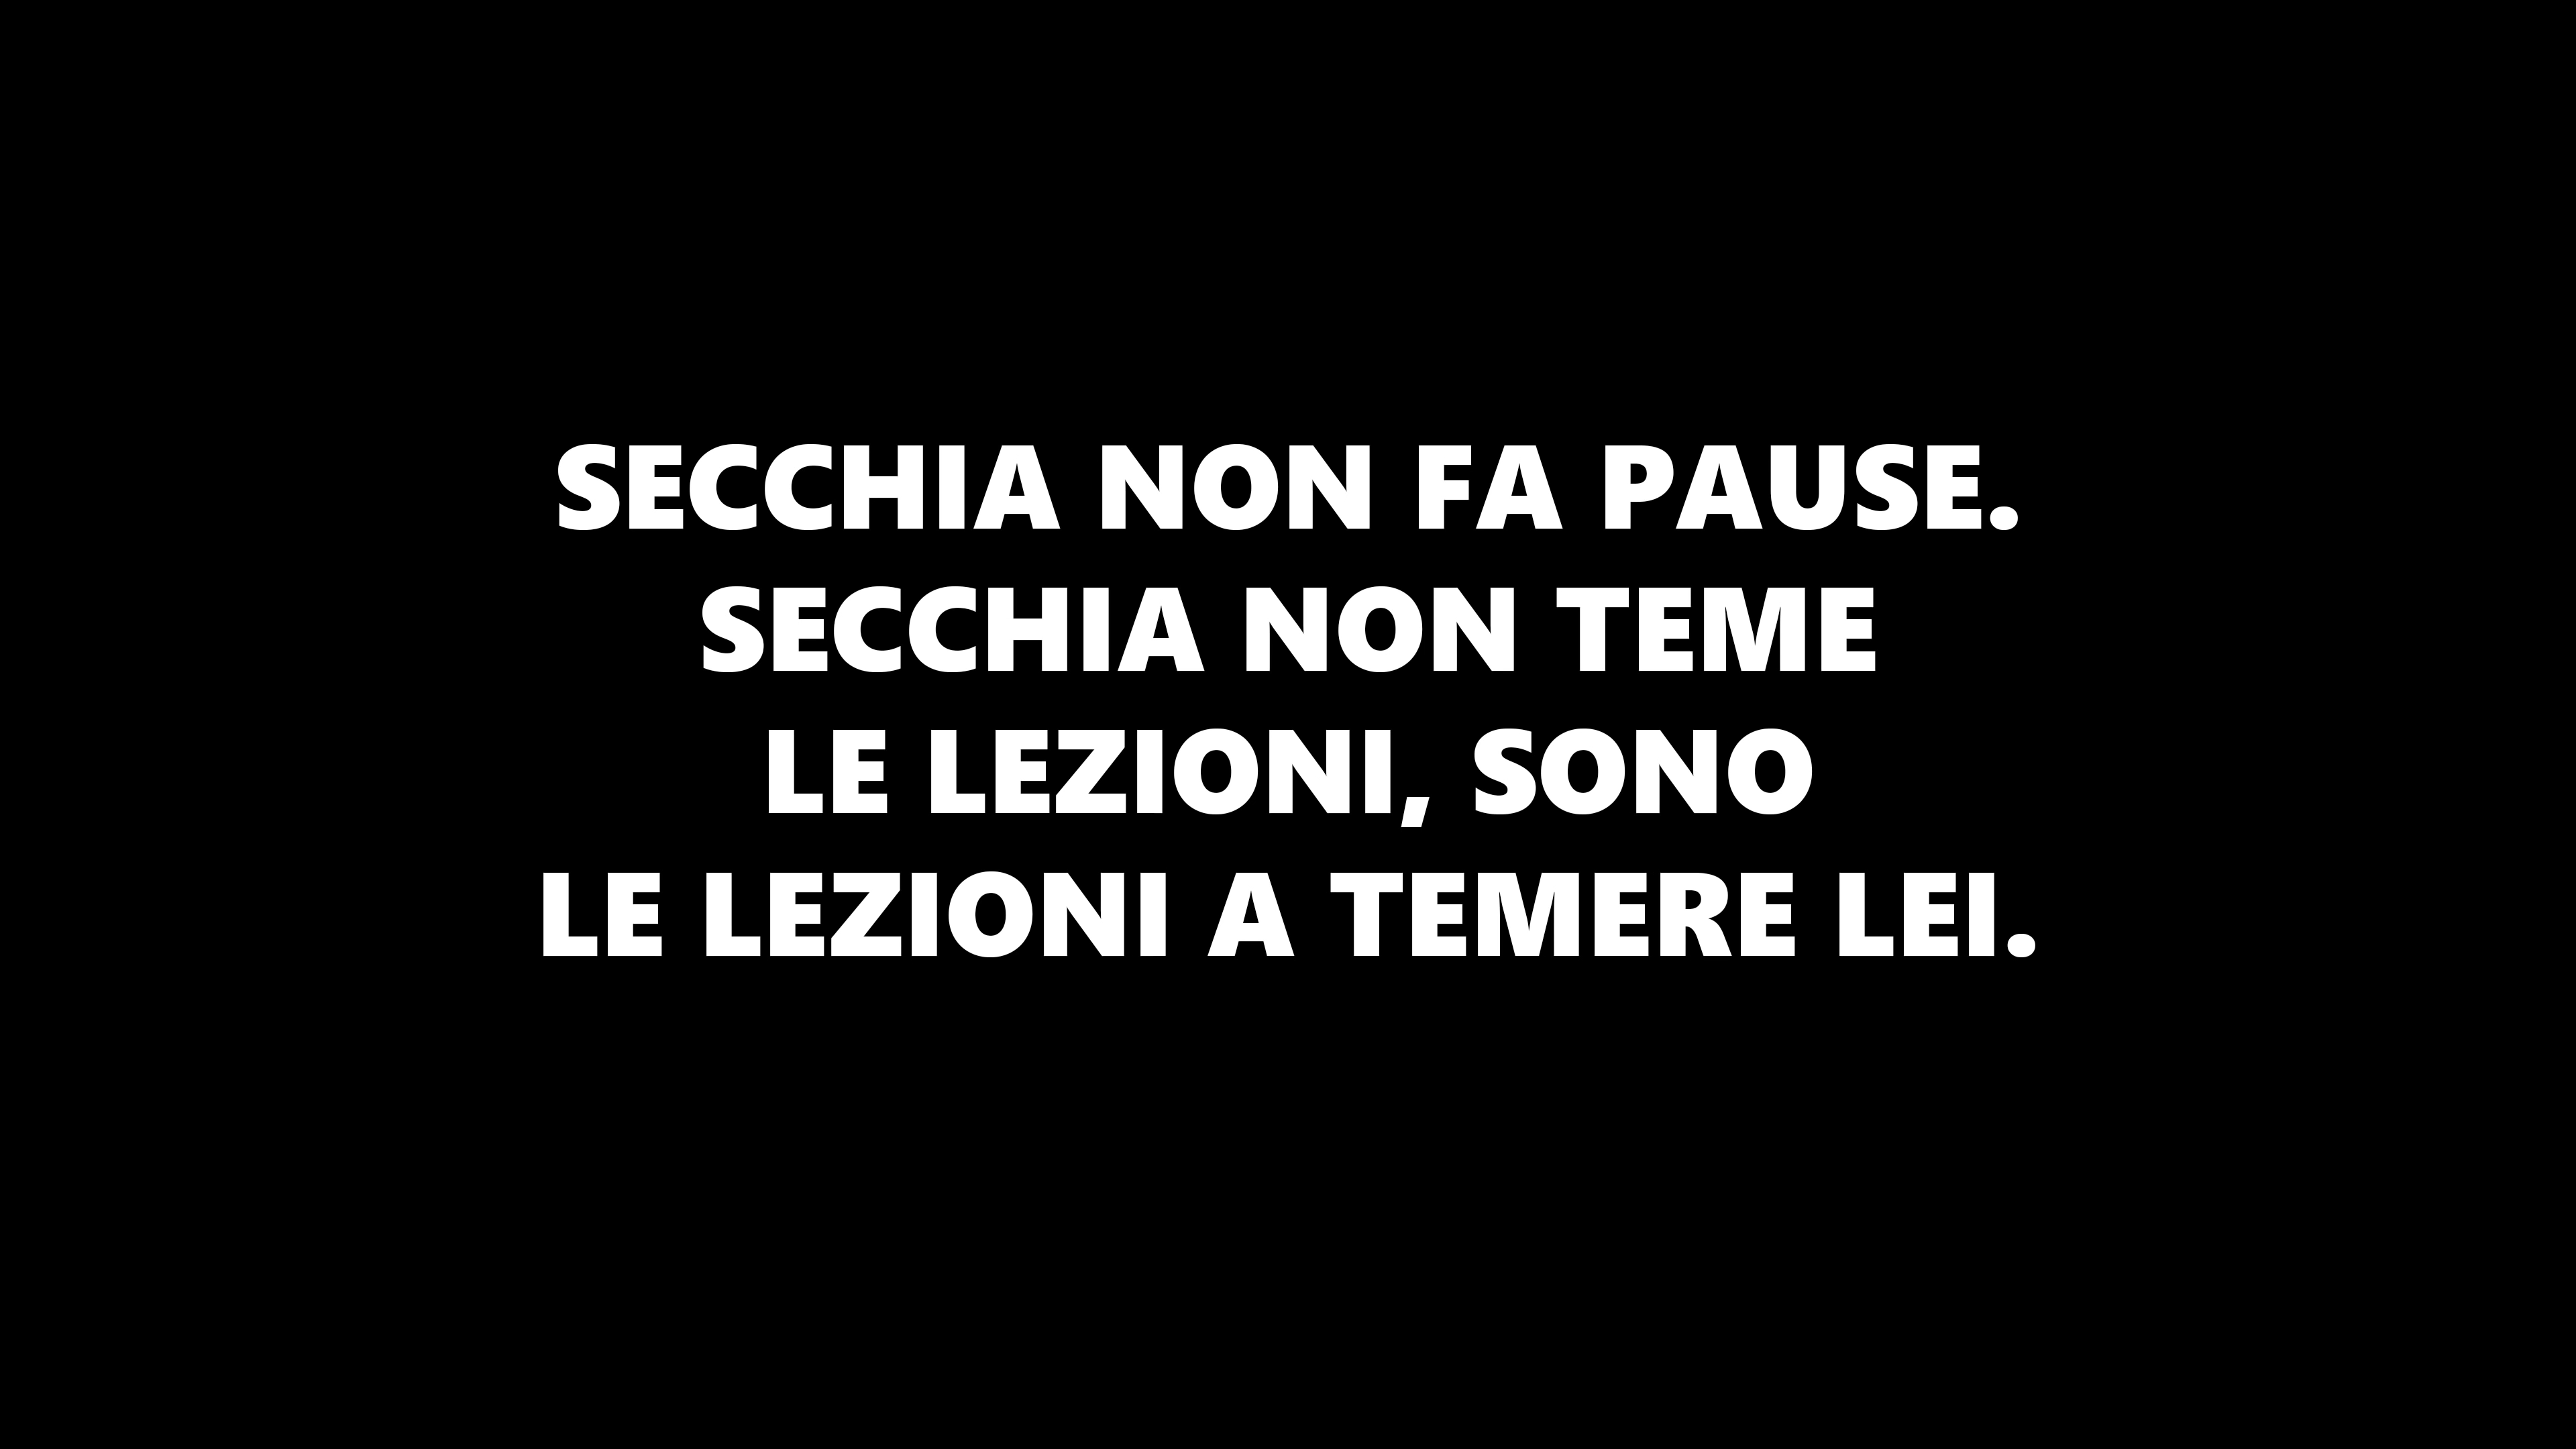 SECCHIA NON FA PAUSE.
SECCHIA NON TEME
LE LEZIONI, SONO
LE LEZIONI A TEMERE LEI.